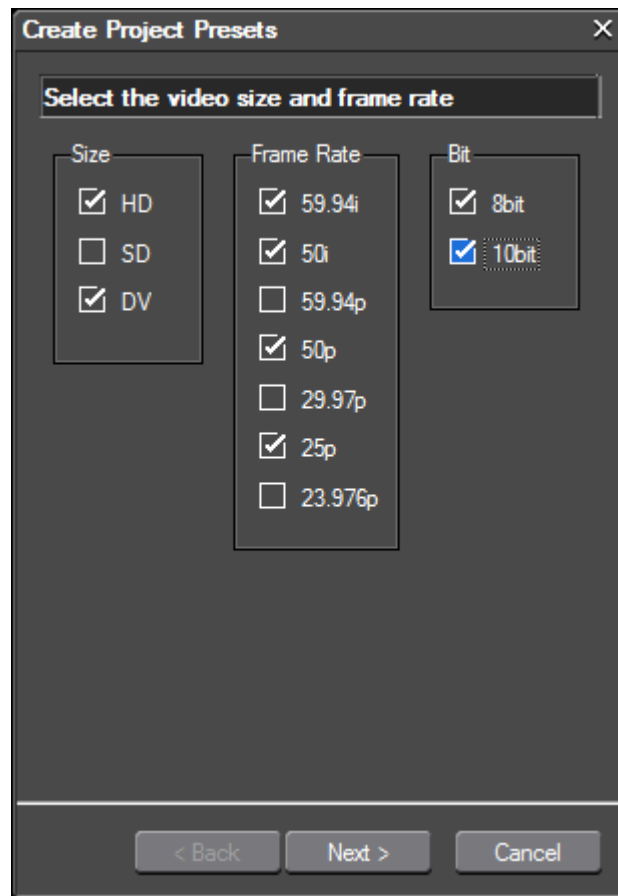 Create Project Presets
Select the video size and frame rate
Size
HD
SD
DV
Frame Rate
59.94i
50i
59.94p
50p
29.97p
25p
23.976p
Bit
8bit
10bit
< Back
Next >
Cancel